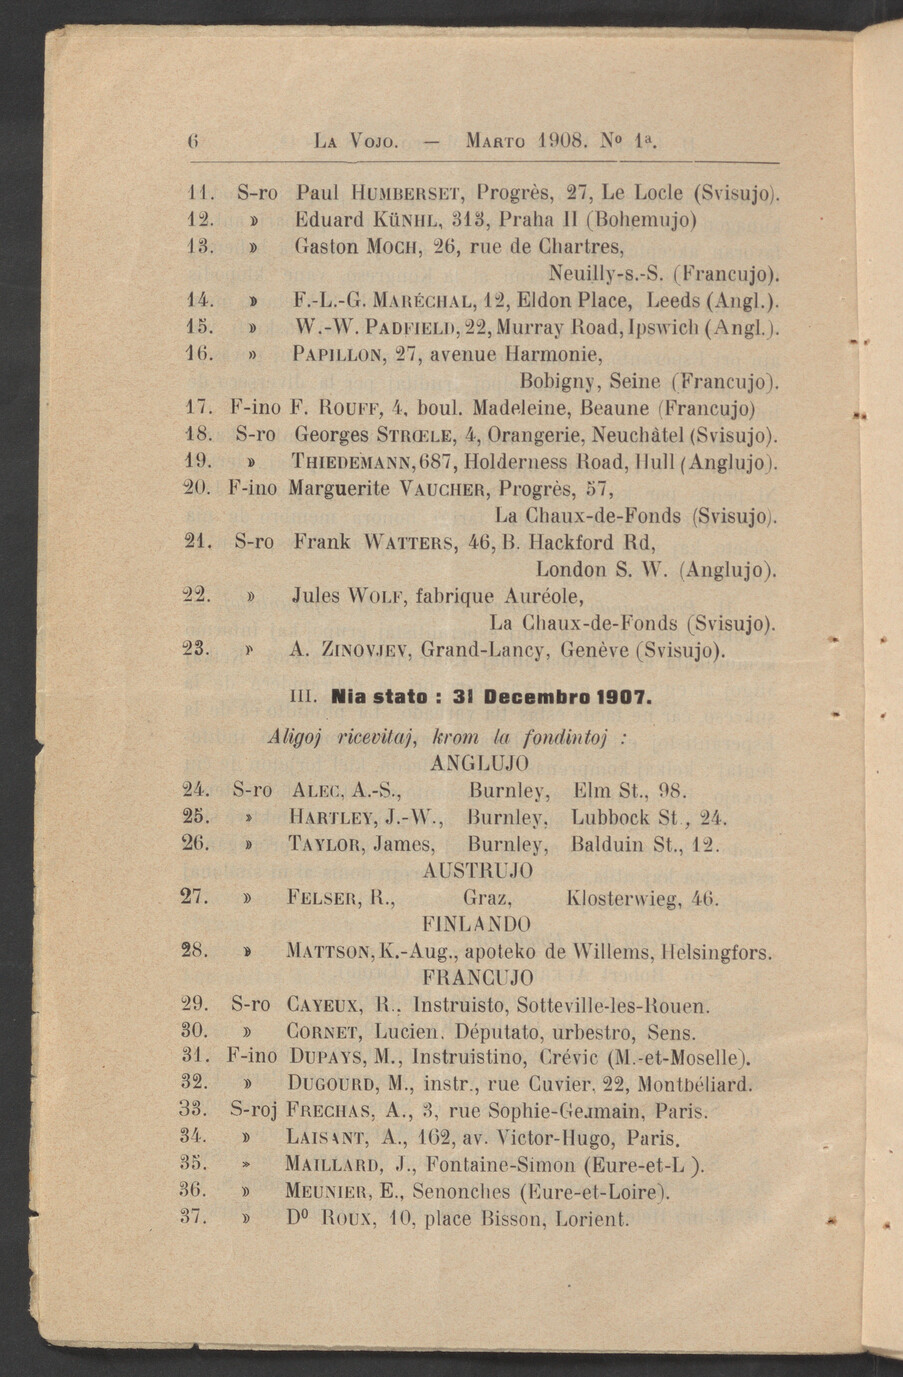 6 LA VOJO. — MARTO 1908. Nº 1ª.
11. S-ro Paul HUMBERSET, Progrès, 27, Le Locle (Svisujo).
12. » Eduard KüNHL, 313, Praha II (Bohemujo)
13. » Gaston MOCH, 26, rue de Chartres,
Neuilly-s.-S. (Francujo).
14. » F.-L.-G. MARÉCHAL, 12, Eldon Place, Leeds (Angl.).
15. » W.-W. PADFIELD, 22, Murray Road, Ipswich (Angl.).
16. » PAPILLON, 27, avenue Harmonie,
Bobigny, Seine (Francujo).
17. F-ino F. ROUFF, 4, boul. Madeleine, Beaune (Francujo)
18. S-ro Georges STRŒLE, 4, Orangerie, Neuchâtel (Svisujo).
19. » THIEDEMANN, 687, Holderness Road, Hull (Anglujo).
20. F-ino Marguerite VAUCHER, Progrès, 57,
La Chaux-de-Fonds (Svisujo).
21. S-ro Frank WATTERS, 46, B. Hackford Rd,
London S. W. (Anglujo).
22. » Jules WOLF, fabrique Auréole,
La Chaux-de-Fonds (Svisujo).
23. » A. ZINOVJEV, Grand-Lancy, Genève (Svisujo).
III. Nia stato : 31 Decembro 1907.
Aligoj ricevitaj, krom la fondintoj :
ANGLUJO
24. S-ro ALEC, A.-S., Burnley, Elm St., 98.
25. » HARTLEY, J.-W., Burnley, Lubbock St., 24.
26. » TAYLOR, James, Burnley, Balduin St., 12.
AUSTRUJO
27. » FELSER, R., Graz, Klosterwieg, 46.
FINLANDO
28. » MATTSON, K.-Aug., apoteko de Willems, Helsingfors.
FRANCUJO
29. S-ro CAYEUX, R., Instruisto, Sotteville-les-Rouen.
30. » CORNET, Lucien. Députato, urbestro, Sens.
31. F-ino DUPAYS, M., Instruistino, Crévic (M.-et-Moselle).
32. » DUGOURD, M., instr., rue Cuvier, 22, Montbéliard.
33. S-roj FRECHAS, A., 3, rue Sophie-Germain, Paris.
34. » LAISANT, A., 162, av. Victor-Hugo, Paris.
35. » MAILLARD, J., Fontaine-Simon (Eure-et-L ).
36. » MEUNIER, E., Senonches (Eure-et-Loire).
37. » Dº ROUX, 10, place Bisson, Lorient.